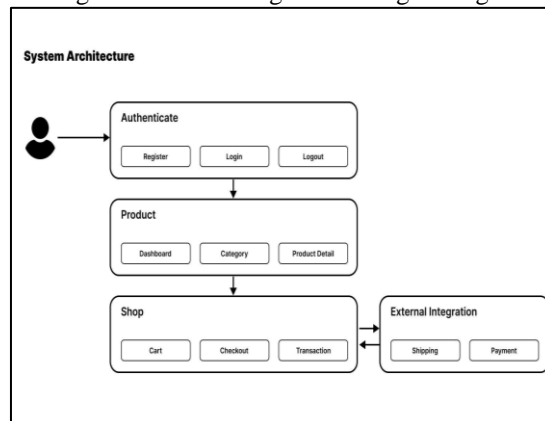 System Architecture
Authenticate
Register
Login
Logout
Product
Dashboard
Category
Product Detail
Shop
Cart
Checkout
Transaction
External Integration
Shipping
Payment